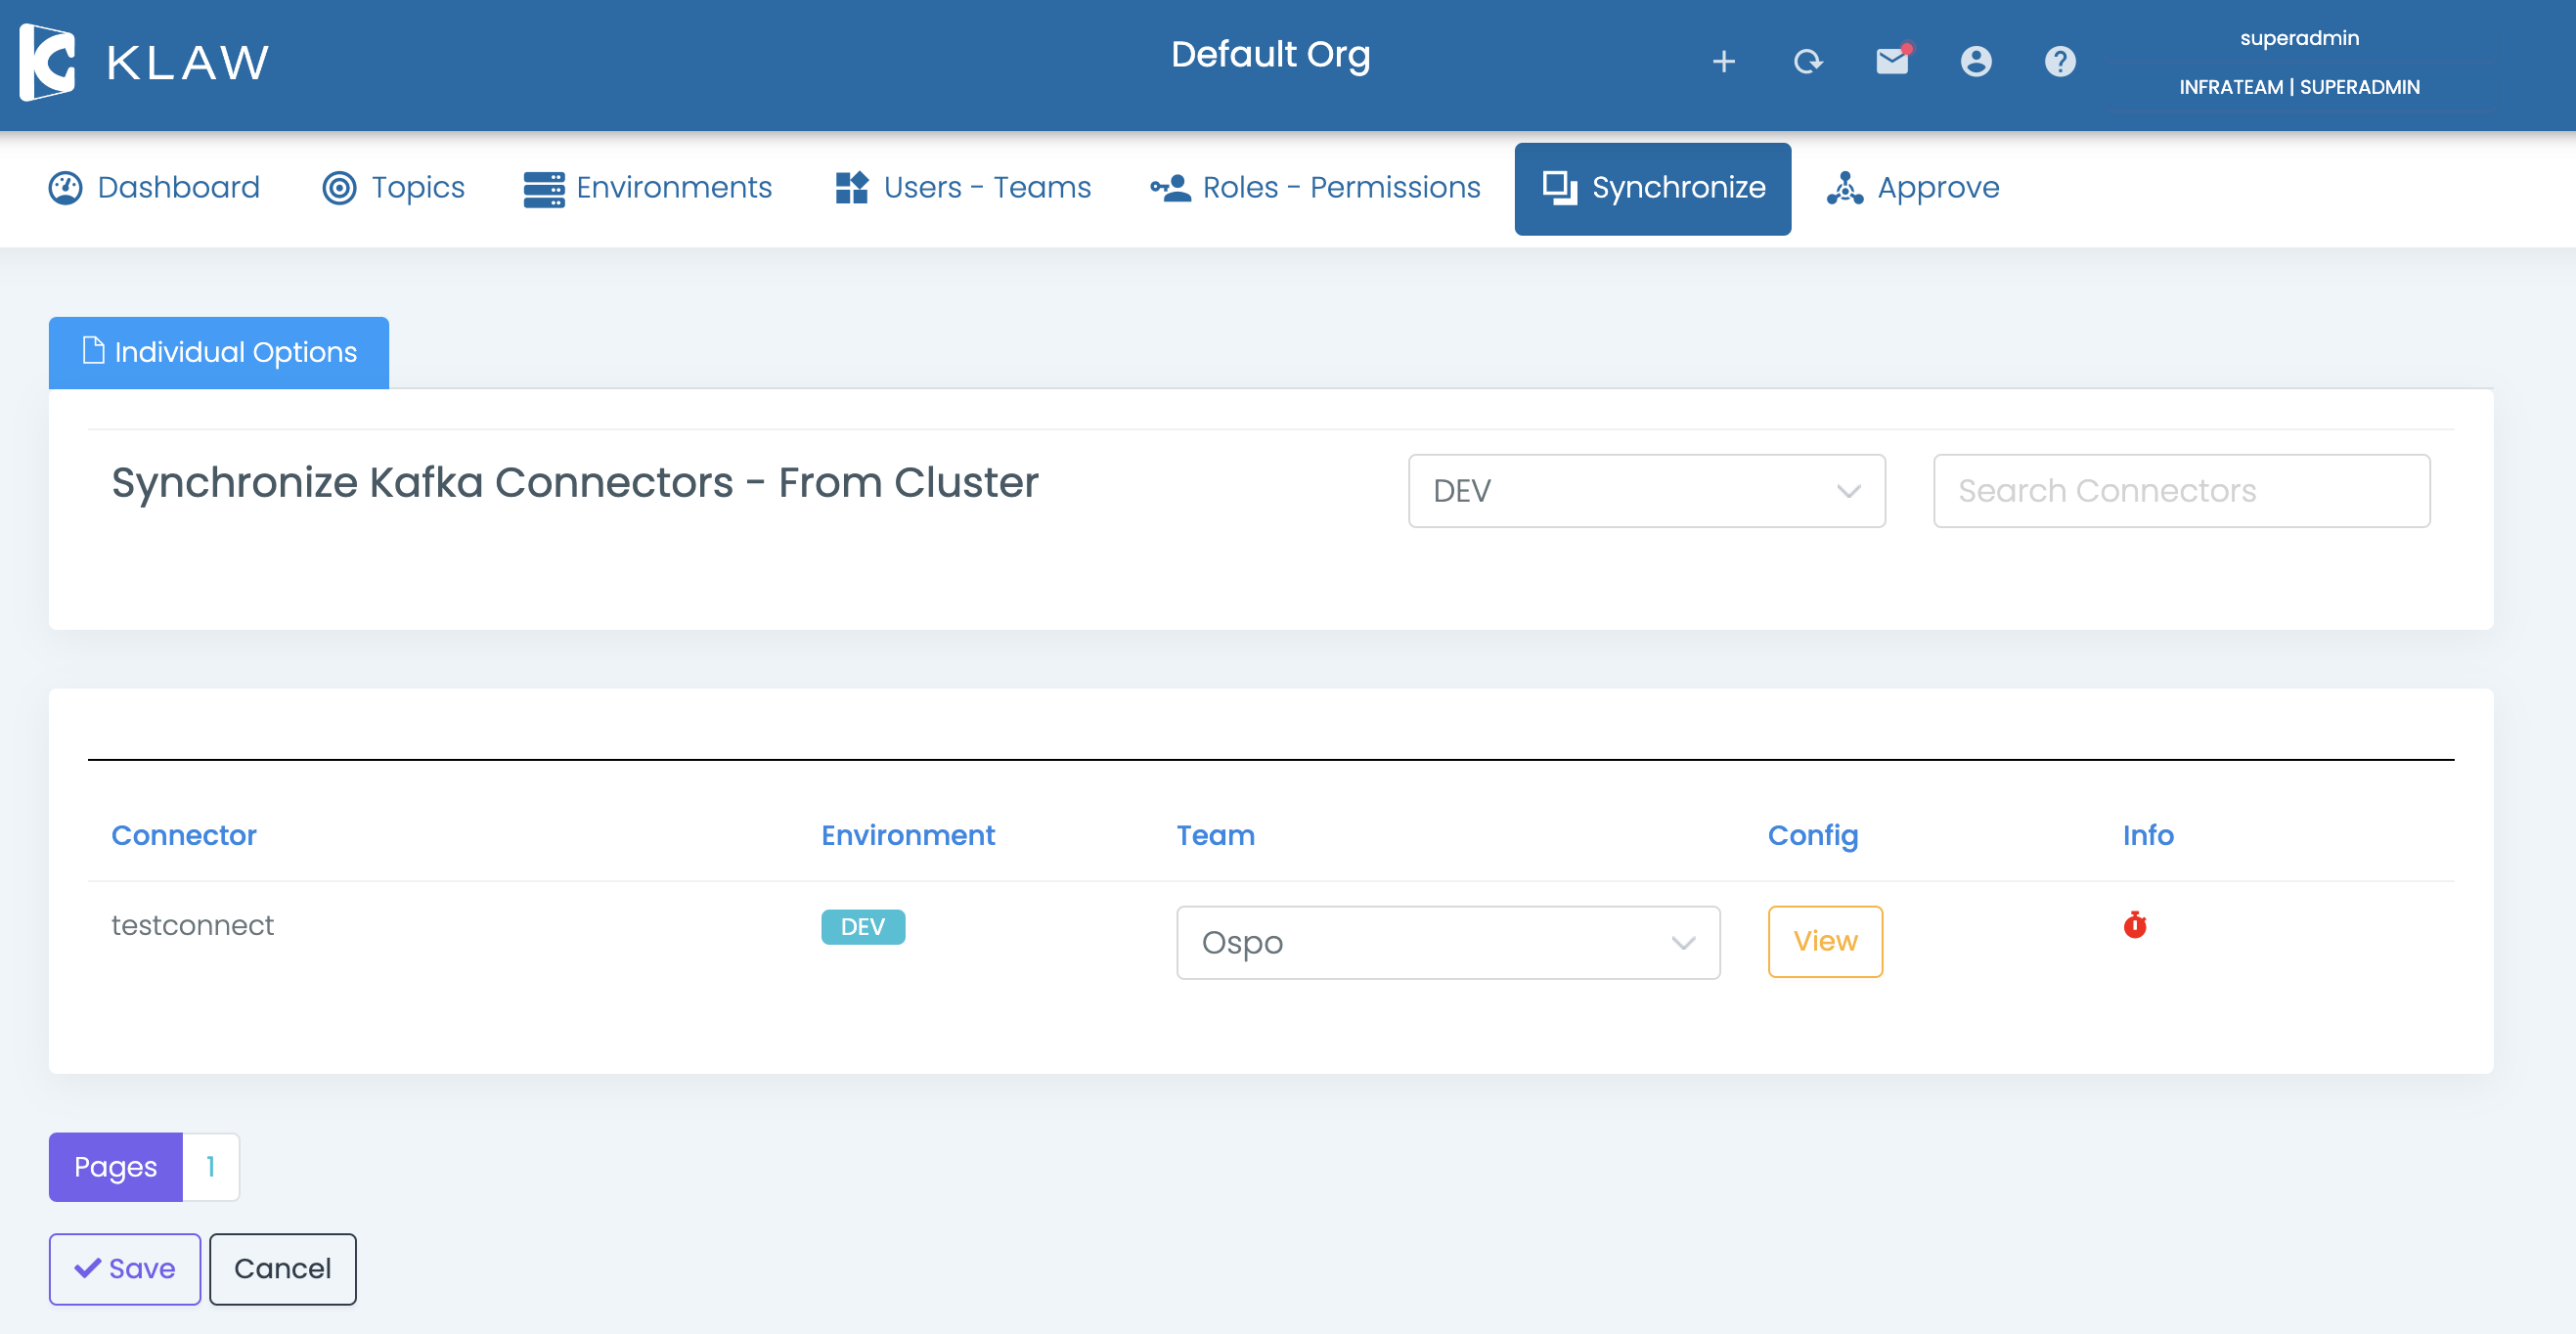 KLAW
Default Org
superadmin
INFRATEAM | SUPERADMIN
Dashboard
Topics
Environments
Users - Teams
Roles - Permissions
Synchronize
Approve
Individual Options
Synchronize Kafka Connectors - From Cluster
DEV
Search Connectors
Connector
Environment
Team
Config
Info
testconnect
DEV
Ospo
View
Pages
1
Save
Cancel